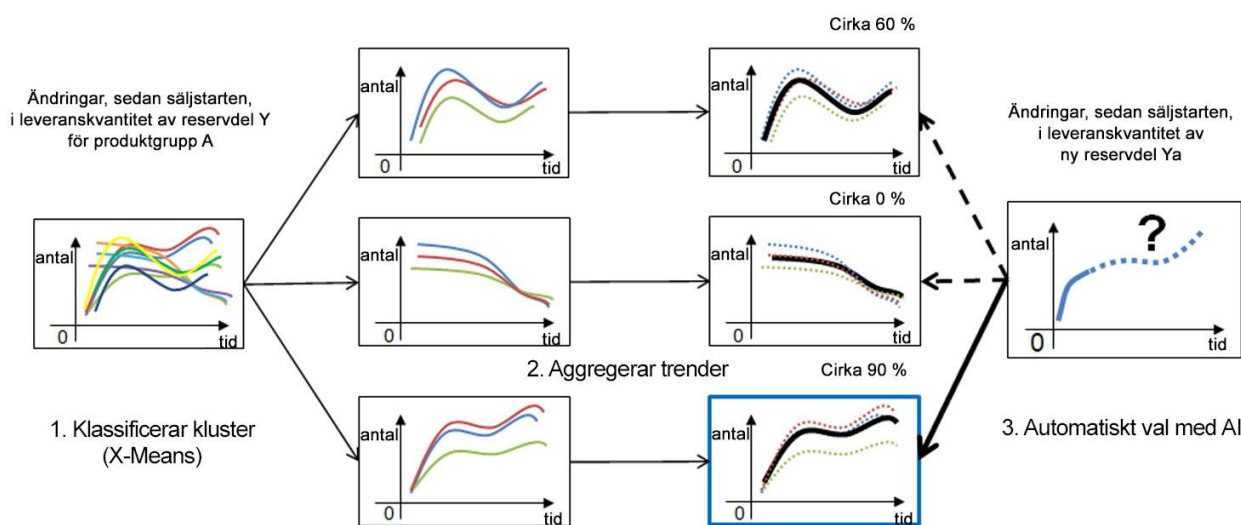 Cirka 60 %
Ändringar, sedan säljstarten,
i leveranskvantitet av reservdel Y
för produktgrupp A
antal
0
tid
antal
0
tid
Ändringar, sedan säljstarten,
i leveranskvantitet av
ny reservdel Ya
Cirka 0 %
antal
0
tid
antal
0
tid
antal
0
tid
antal
?
0
tid
2. Aggregerar trender
Cirka 90 %
1. Klassificerar kluster
(X-Means)
antal
0
tid
antal
0
tid
3. Automatiskt val med AI